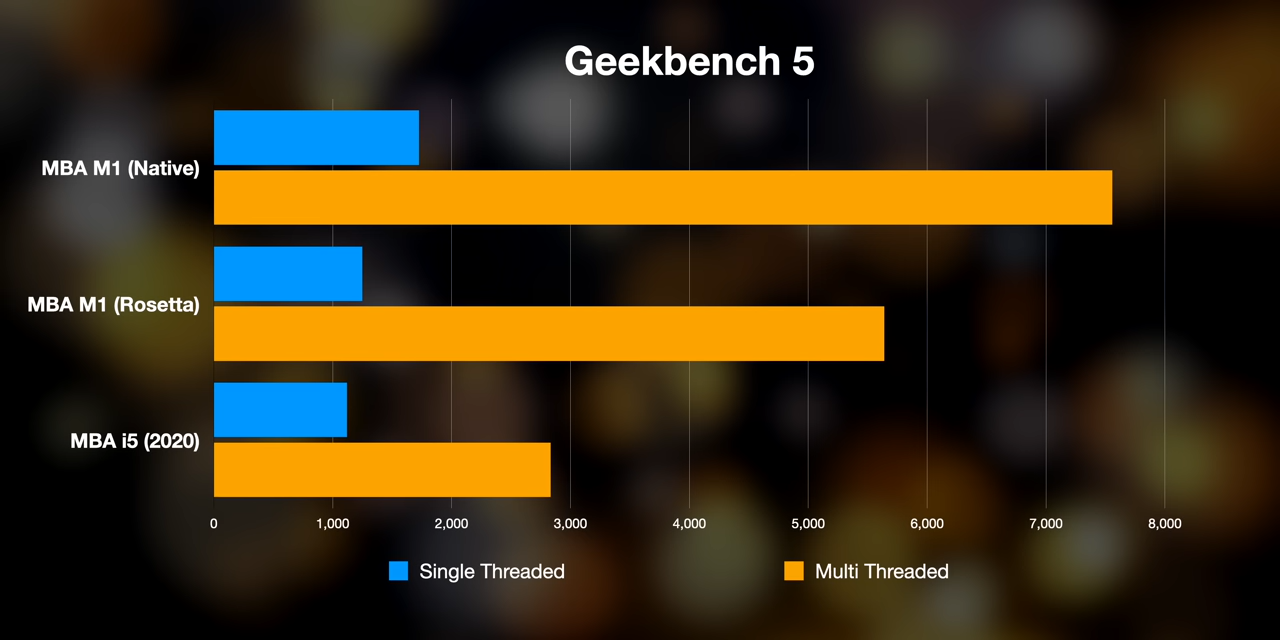 Geekbench 5
MBA M1 (Native)
MBA M1 (Rosetta)
MBA i5 (2020)
0 1,000 2,000 3,000 4,000 5,000 6,000 7,000 8,000
Single Threaded Multi Threaded